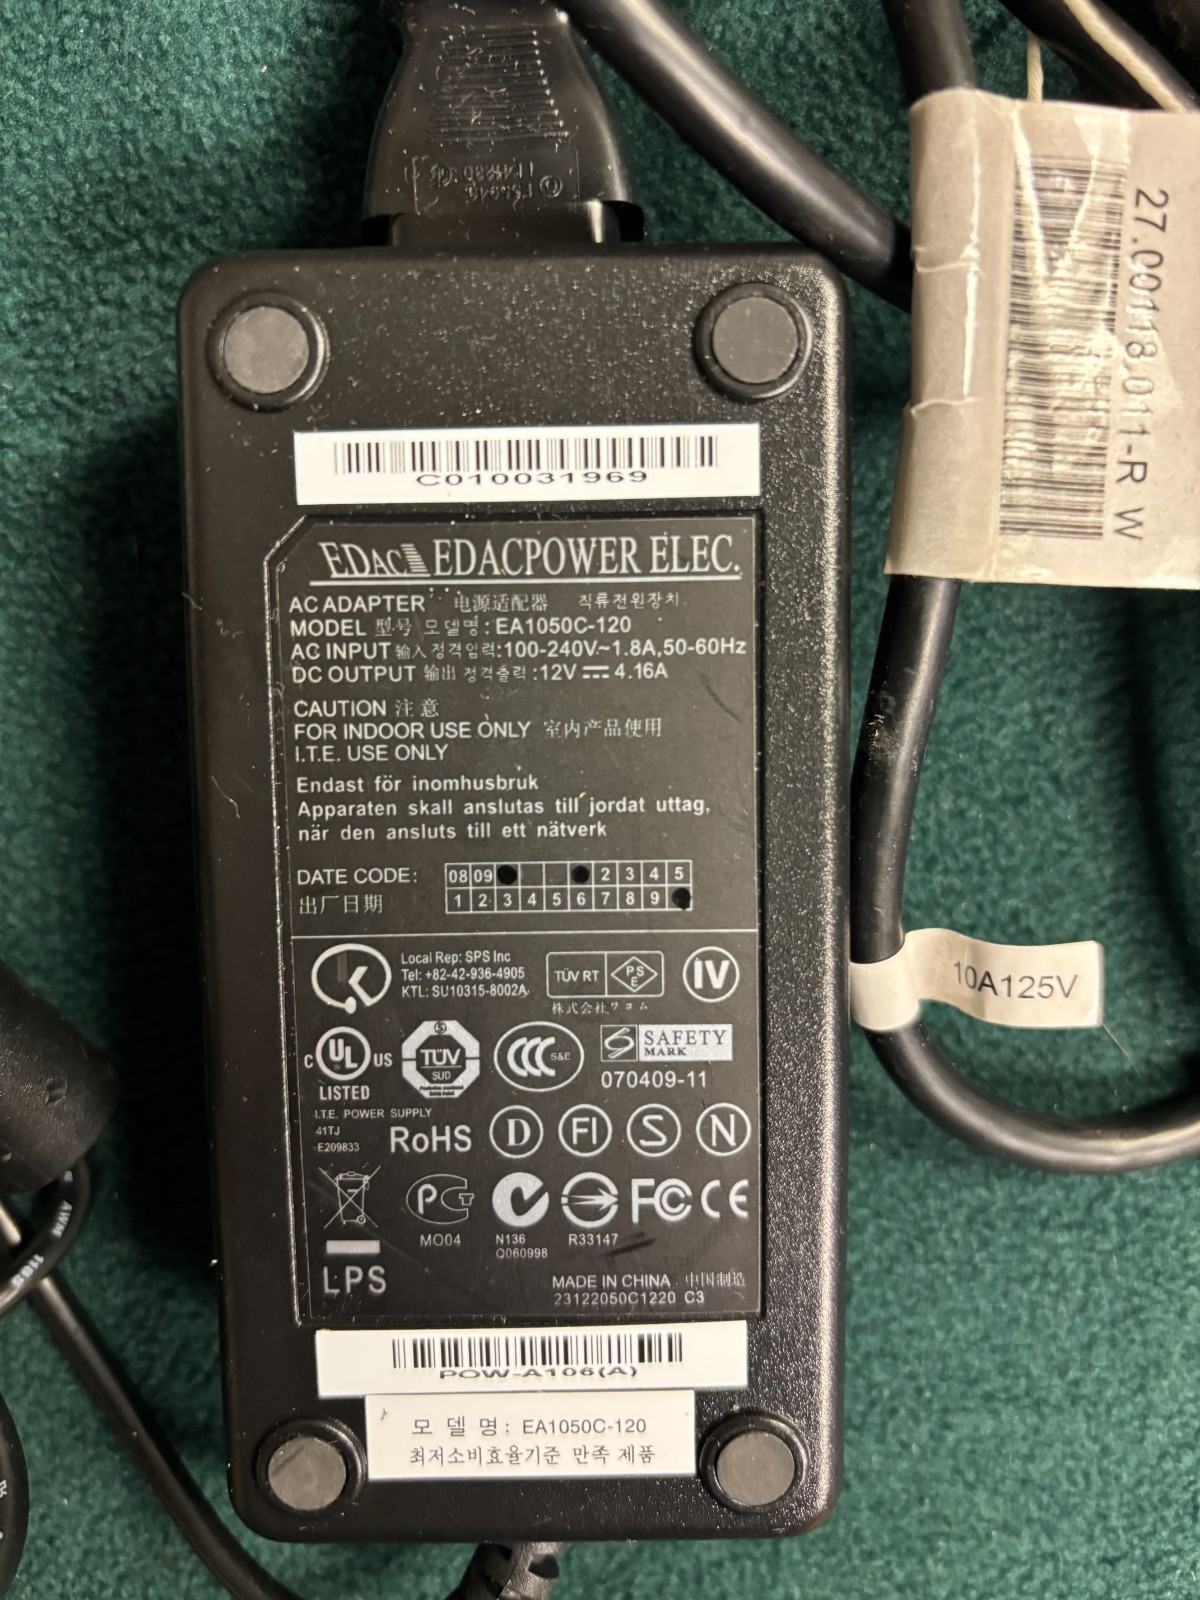 27.00118.011-R W
C010031969
EDAC EDACPOWER ELEC.
AC ADAPTER 电源适配器 직류전원장치
MODEL 型号 모델명: EA1050C-120
AC INPUT 输入 정격입력:100-240V~1.8A,50-60Hz
DC OUTPUT 输出 정격출력:12V 4.16A
CAUTION 注意
FOR INDOOR USE ONLY 室内产品使用
I.T.E. USE ONLY
Endast för inomhusbruk
Apparaten skall anslutas till jordat uttag,
när den ansluts till ett nätverk
DATE CODE: 08 09 2 3 4 5
出厂日期 1 2 3 4 5 6 7 8 9
Local Rep: SPS Inc
Tel: +82-42-936-4905
KTL: SU10315-8002A
TÜV RT PSE
株式会社ワコム
IV
c UL US
LISTED
I.T.E. POWER SUPPLY
41TJ
E209833
TÜV
SUD
CCC S&E
S SAFETY
MARK
070409-11
RoHS D FI S N
PCT
MO04
N136
Q060998
R33147
FC CE
LPS
MADE IN CHINA 中国制造
23122050C1220 C3
POW-A106(A)
모 델 명 : EA1050C-120
최저소비효율기준 만족 제품
10A125V
AWM